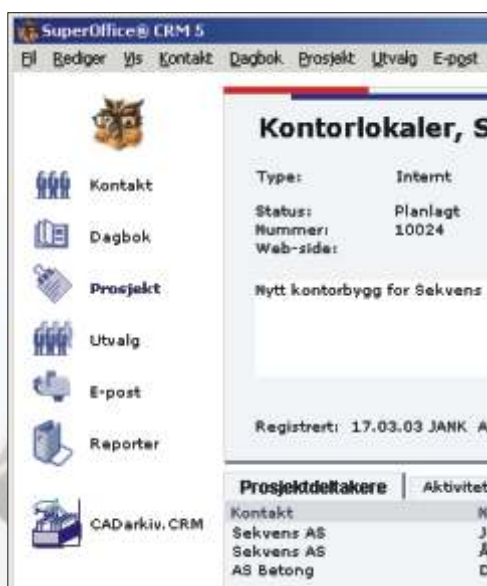 SuperOffice® CRM 5
Fil Rediger Vis Kontakt Dagbok Prosjekt Utvalg E-post
Kontakt
Dagbok
Prosjekt
Utvalg
E-post
Reporter
CADarkiv.CRM
Kontorlokaler, S
Type: Internt
Status: Planlagt
Nummer: 10024
Web-side:
Nytt kontorbygg for Sekvens
Registrert: 17.03.03 JANK A
Prosjektdeltakere Aktivitet
Kontakt N
Sekvens AS J
Sekvens AS Å
AS Betong D